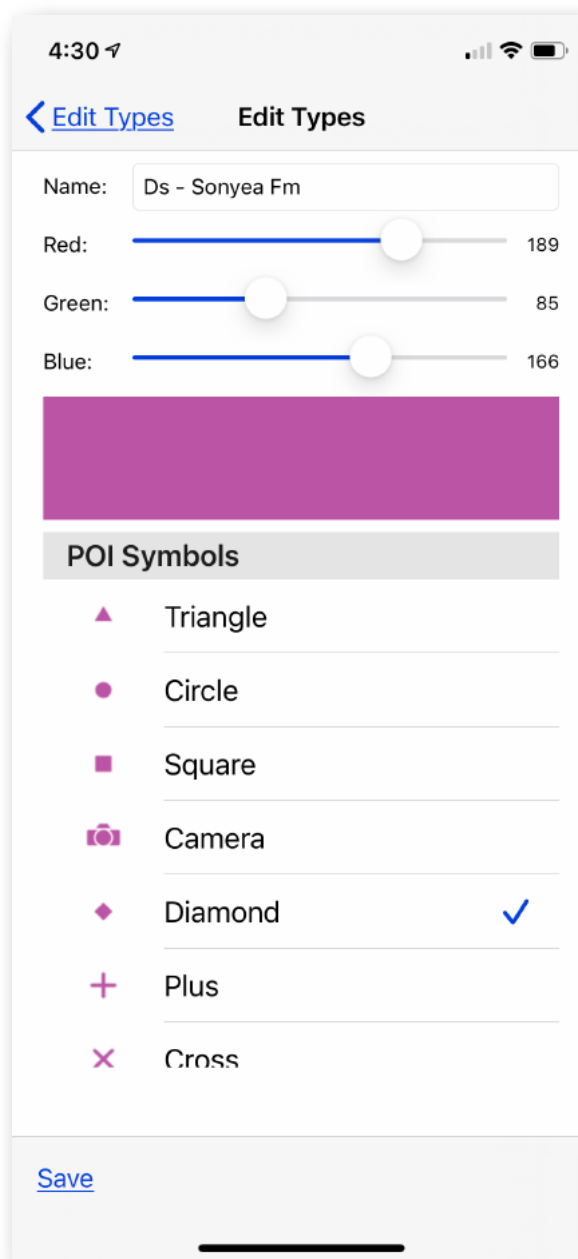 4:30
Edit Types Edit Types
Name: Ds - Sonyea Fm
Red: 189
Green: 85
Blue: 166
POI Symbols
Triangle
Circle
Square
Camera
Diamond
Plus
Cross
Save